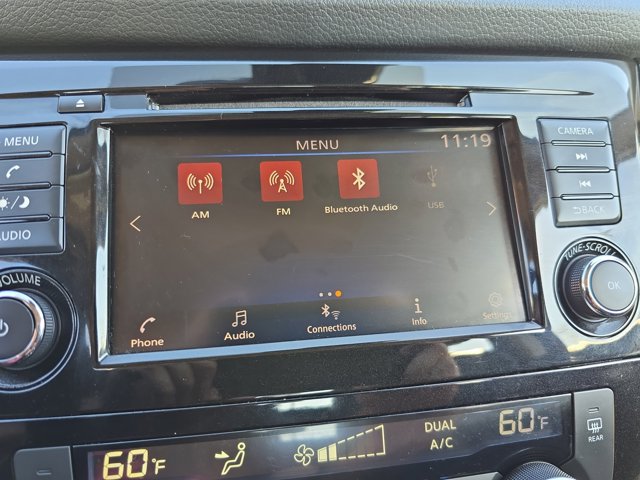 MENU
CAMERA
MENU 11:19
AM FM Bluetooth Audio USB
BACK
AUDIO
VOLUME
TUNE-SCROLL
OK
Phone Audio Connections Info Settings
60°F DUAL A/C 60°F
REAR